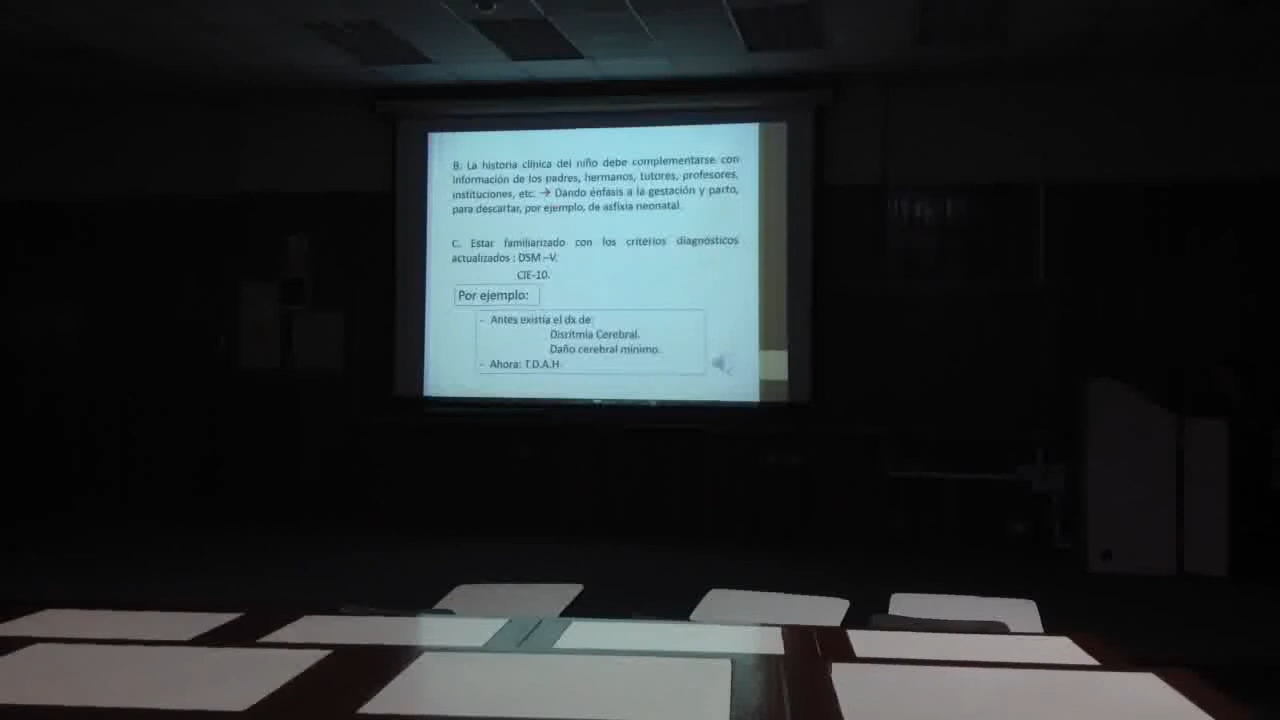 B. La historia clínica del niño debe complementarse con
información de los padres, hermanos, tutores, profesores,
instituciones, etc. → Dando énfasis a la gestación y parto,
para descartar, por ejemplo, de asfixia neonatal.
C. Estar familiarizado con los criterios diagnósticos
actualizados : DSM –V.
CIE-10.
Por ejemplo:
- Antes existía el dx de:
Disritmia Cerebral.
Daño cerebral mínimo.
- Ahora: T.D.A.H.